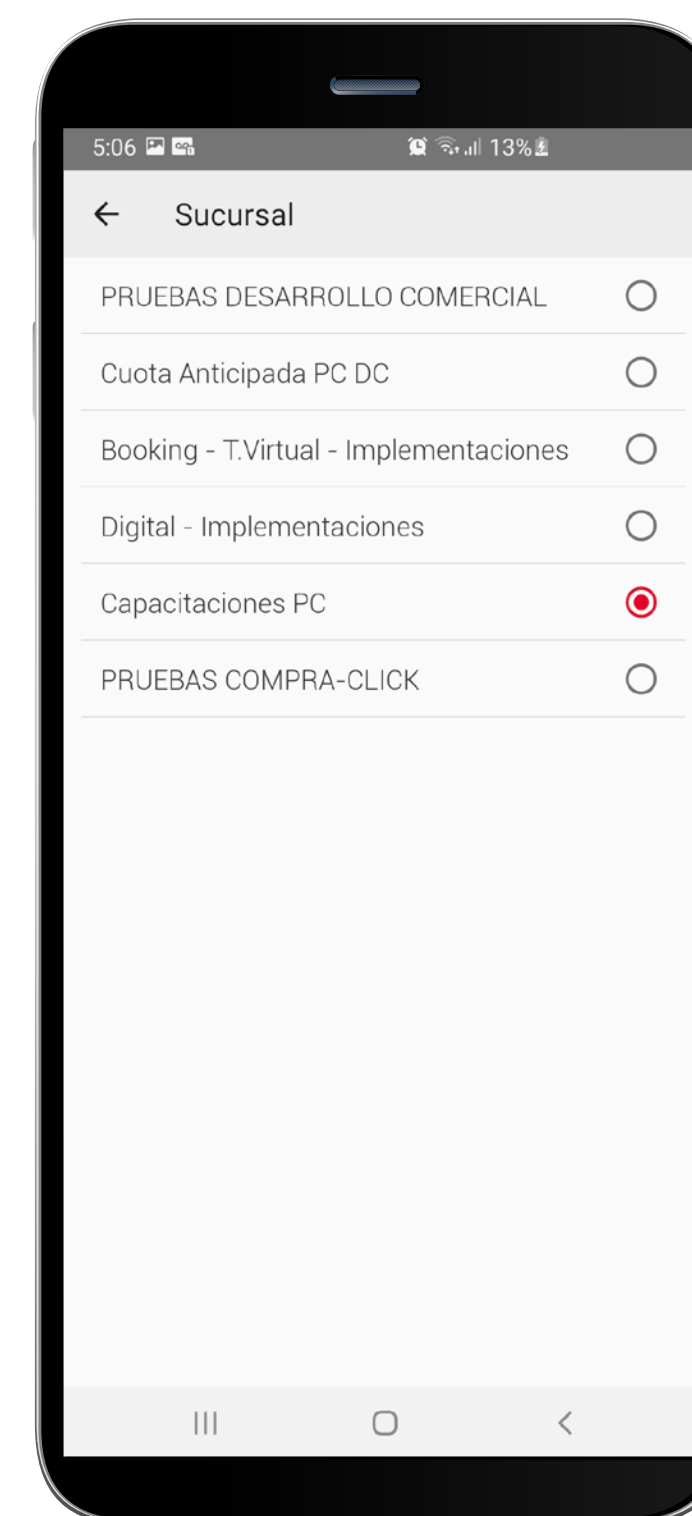 5:06 13%
Sucursal
PRUEBAS DESARROLLO COMERCIAL
Cuota Anticipada PC DC
Booking - T.Virtual - Implementaciones
Digital - Implementaciones
Capacitaciones PC
PRUEBAS COMPRA-CLICK